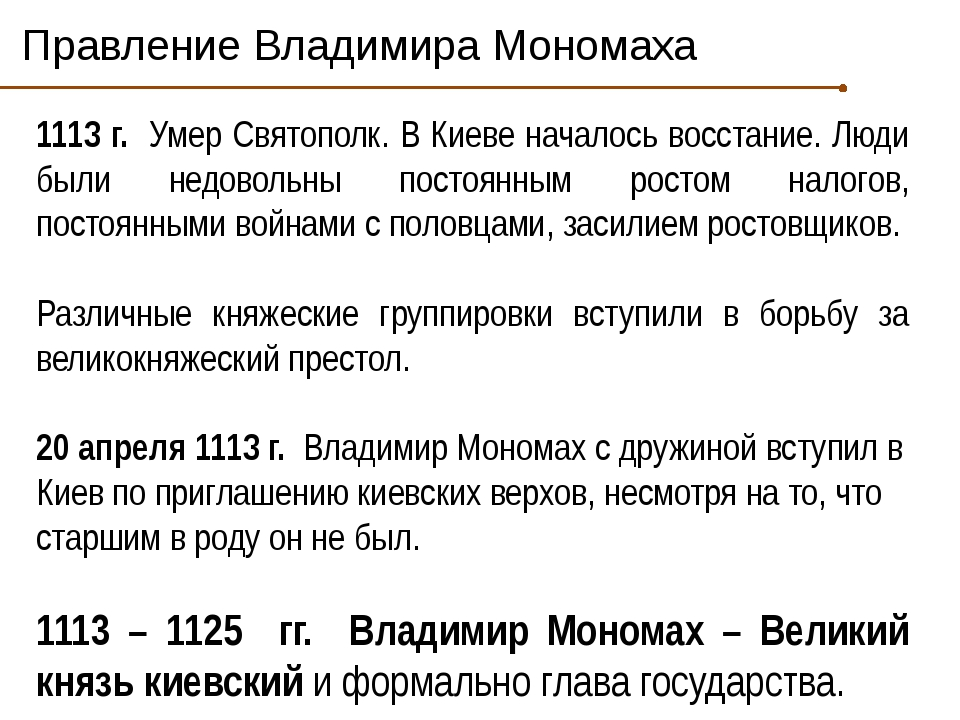 Правление Владимира Мономаха
1113 г. Умер Святополк. В Киеве началось восстание. Люди
были недовольны постоянным ростом налогов,
постоянными войнами с половцами, засилием ростовщиков.
Различные княжеские группировки вступили в борьбу за
великокняжеский престол.
20 апреля 1113 г. Владимир Мономах с дружиной вступил в
Киев по приглашению киевских верхов, несмотря на то, что
старшим в роду он не был.
1113 – 1125 гг. Владимир Мономах – Великий
князь киевский и формально глава государства.